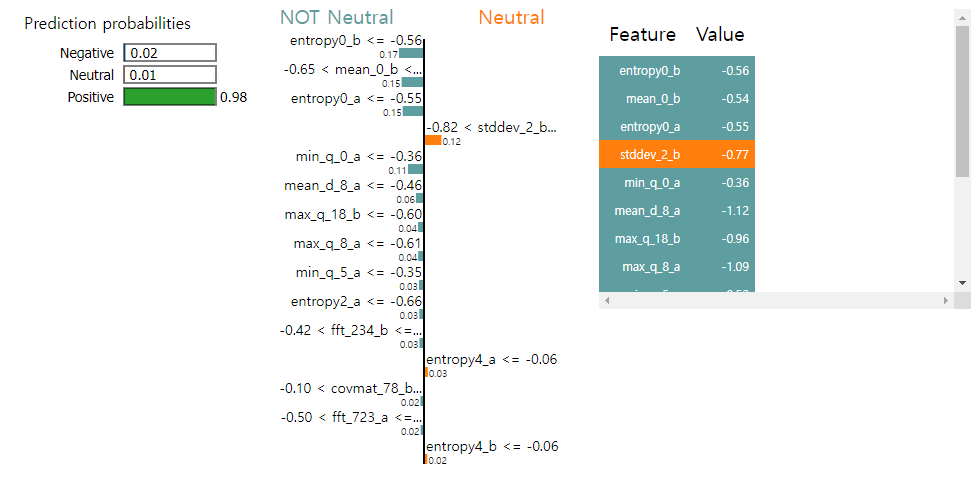 Prediction probabilities
Negative 0.02
Neutral 0.01
Positive 0.98
NOT Neutral Neutral
entropy0_b <= -0.56
0.17
-0.65 < mean_0_b <...
0.15
entropy0_a <= -0.55
0.15
-0.82 < stddev_2_b...
0.12
min_q_0_a <= -0.36
0.11
mean_d_8_a <= -0.46
0.06
max_q_18_b <= -0.60
0.04
max_q_8_a <= -0.61
0.04
min_q_5_a <= -0.35
0.03
entropy2_a <= -0.66
0.03
-0.42 < fft_234_b <=...
0.03
entropy4_a <= -0.06
0.03
-0.10 < covmat_78_b...
0.02
-0.50 < fft_723_a <=...
0.02
entropy4_b <= -0.06
0.02
Feature Value
entropy0_b -0.56
mean_0_b -0.54
entropy0_a -0.55
stddev_2_b -0.77
min_q_0_a -0.36
mean_d_8_a -1.12
max_q_18_b -0.96
max_q_8_a -1.09